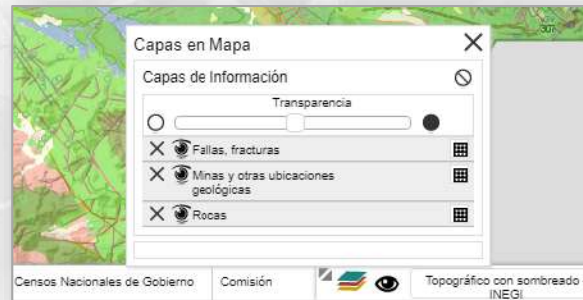 307
Capas en Mapa
Capas de Información
Transparencia
Fallas, fracturas
Minas y otras ubicaciones
geológicas
Rocas
Censos Nacionales de Gobierno
Comisión
Topográfico con sombreado
INEGI